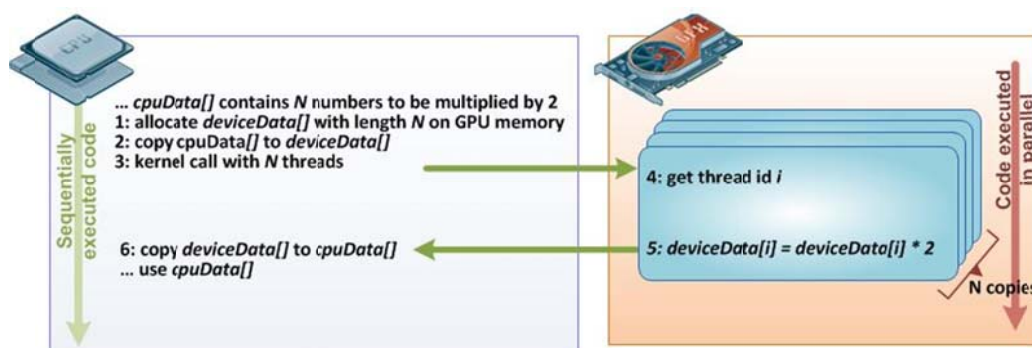 CPU
... cpuData[] contains N numbers to be multiplied by 2
1: allocate deviceData[] with length N on GPU memory
2: copy cpuData[] to deviceData[]
3: kernel call with N threads
6: copy deviceData[] to cpuData[]
... use cpuData[]
Sequentially
executed code
4: get thread id i
5: deviceData[i] = deviceData[i] * 2
N copies
Code executed
in parallel